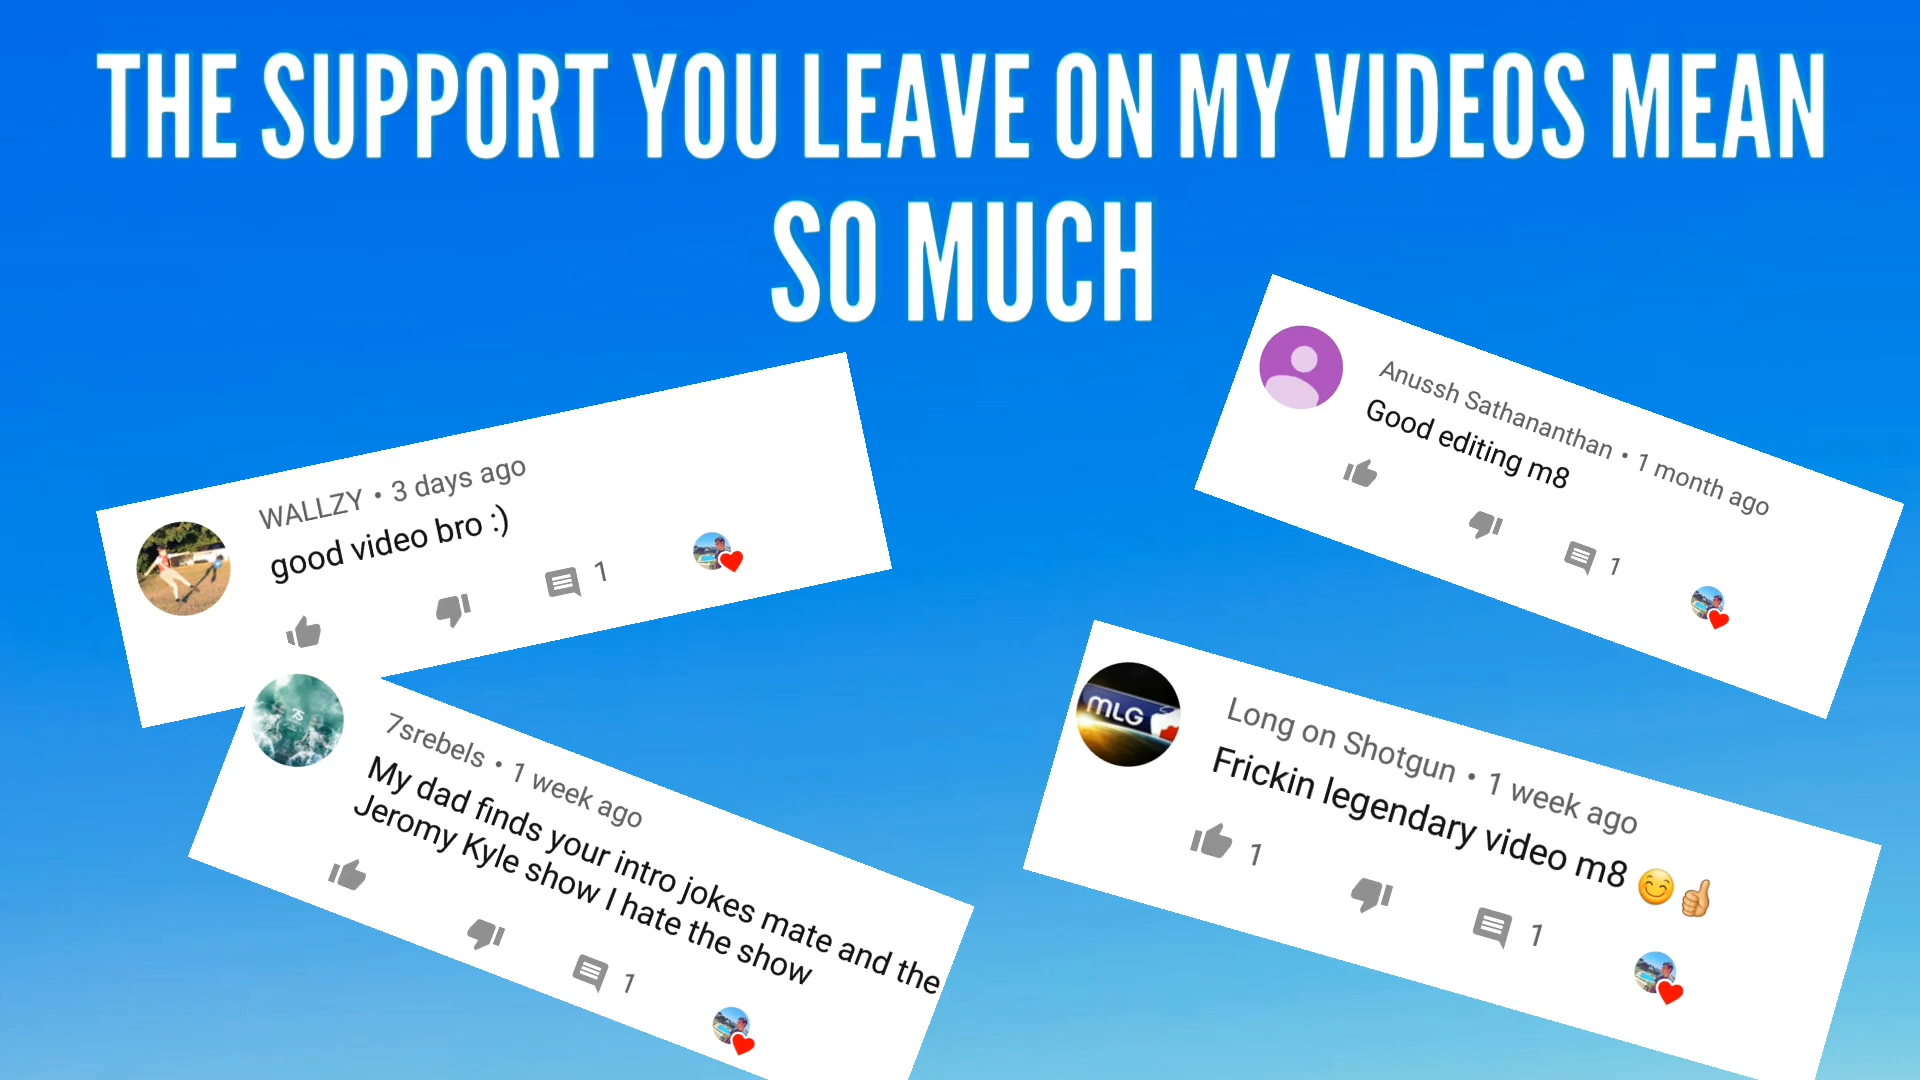 THE SUPPORT YOU LEAVE ON MY VIDEOS MEAN
SO MUCH
WALLZY • 3 days ago
good video bro :)
1
Anussh Sathananthan • 1 month ago
Good editing m8
1
7srebels • 1 week ago
My dad finds your intro jokes mate and the
Jeromy Kyle show I hate the show
1
7S
MLG
Long on Shotgun • 1 week ago
Frickin legendary video m8 😊👍
1
1